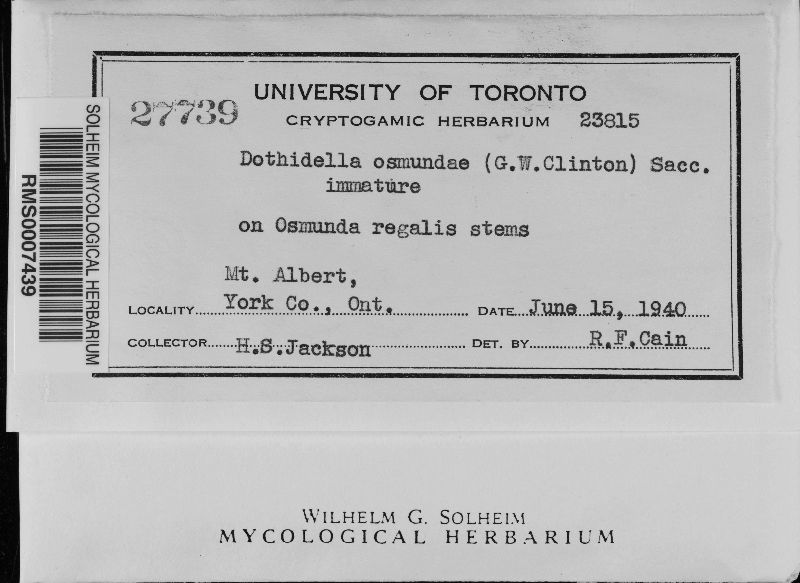 UNIVERSITY OF TORONTO
27739
CRYPTOGAMIC HERBARIUM 23815
Dothidella osmundae (G.W.Clinton) Sacc.
immature
on Osmunda regalis stems
Mt. Albert,
LOCALITY York Co., Ont. DATE June 15, 1940
COLLECTOR H.S.Jackson DET. BY R.F.Cain
SOLHEIM MYCOLOGICAL HERBARIUM
RMS0007439
WILHELM G. SOLHEIM
MYCOLOGICAL HERBARIUM